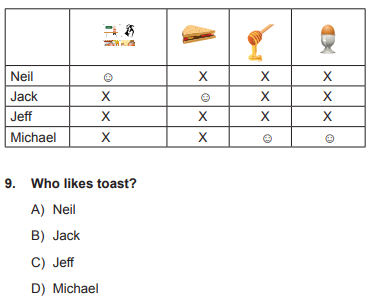 Neil ☺ X X X
Jack X ☺ X X
Jeff X X X X
Michael X X ☺ ☺
9. Who likes toast?
A) Neil
B) Jack
C) Jeff
D) Michael